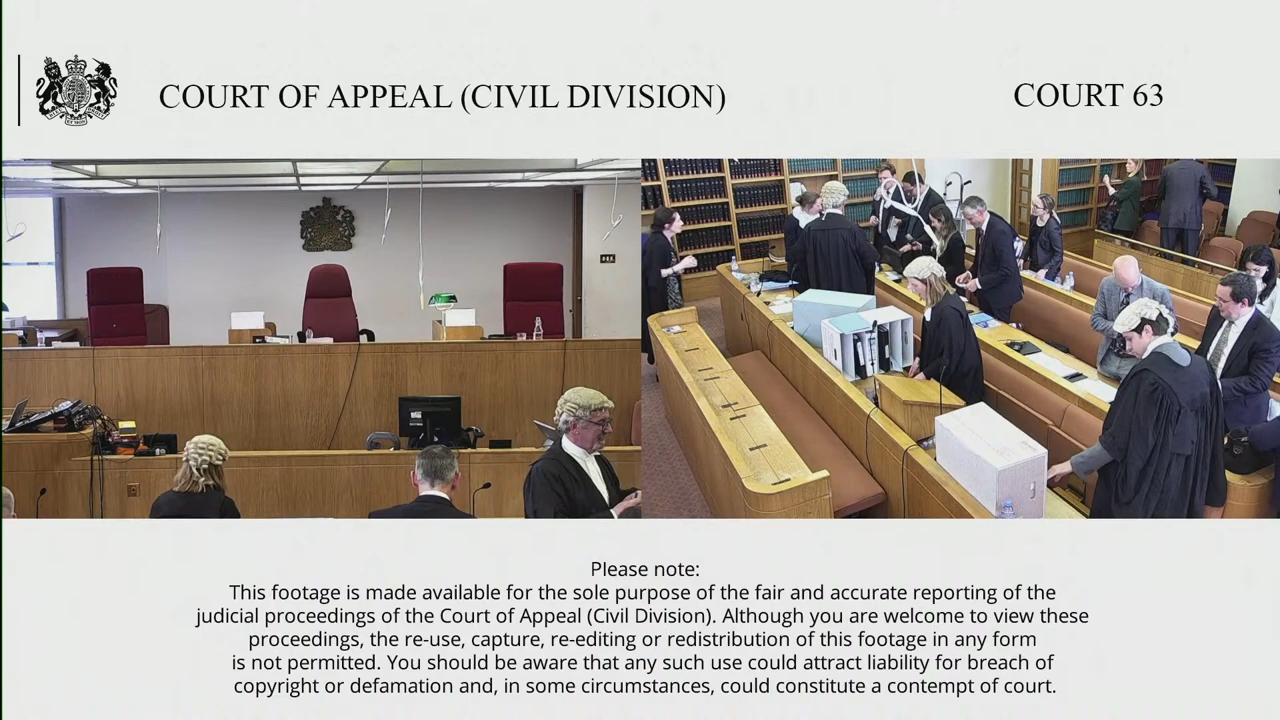 COURT OF APPEAL (CIVIL DIVISION)
COURT 63
Please note:
This footage is made available for the sole purpose of the fair and accurate reporting of the
judicial proceedings of the Court of Appeal (Civil Division). Although you are welcome to view these
proceedings, the re-use, capture, re-editing or redistribution of this footage in any form
is not permitted. You should be aware that any such use could attract liability for breach of
copyright or defamation and, in some circumstances, could constitute a contempt of court.